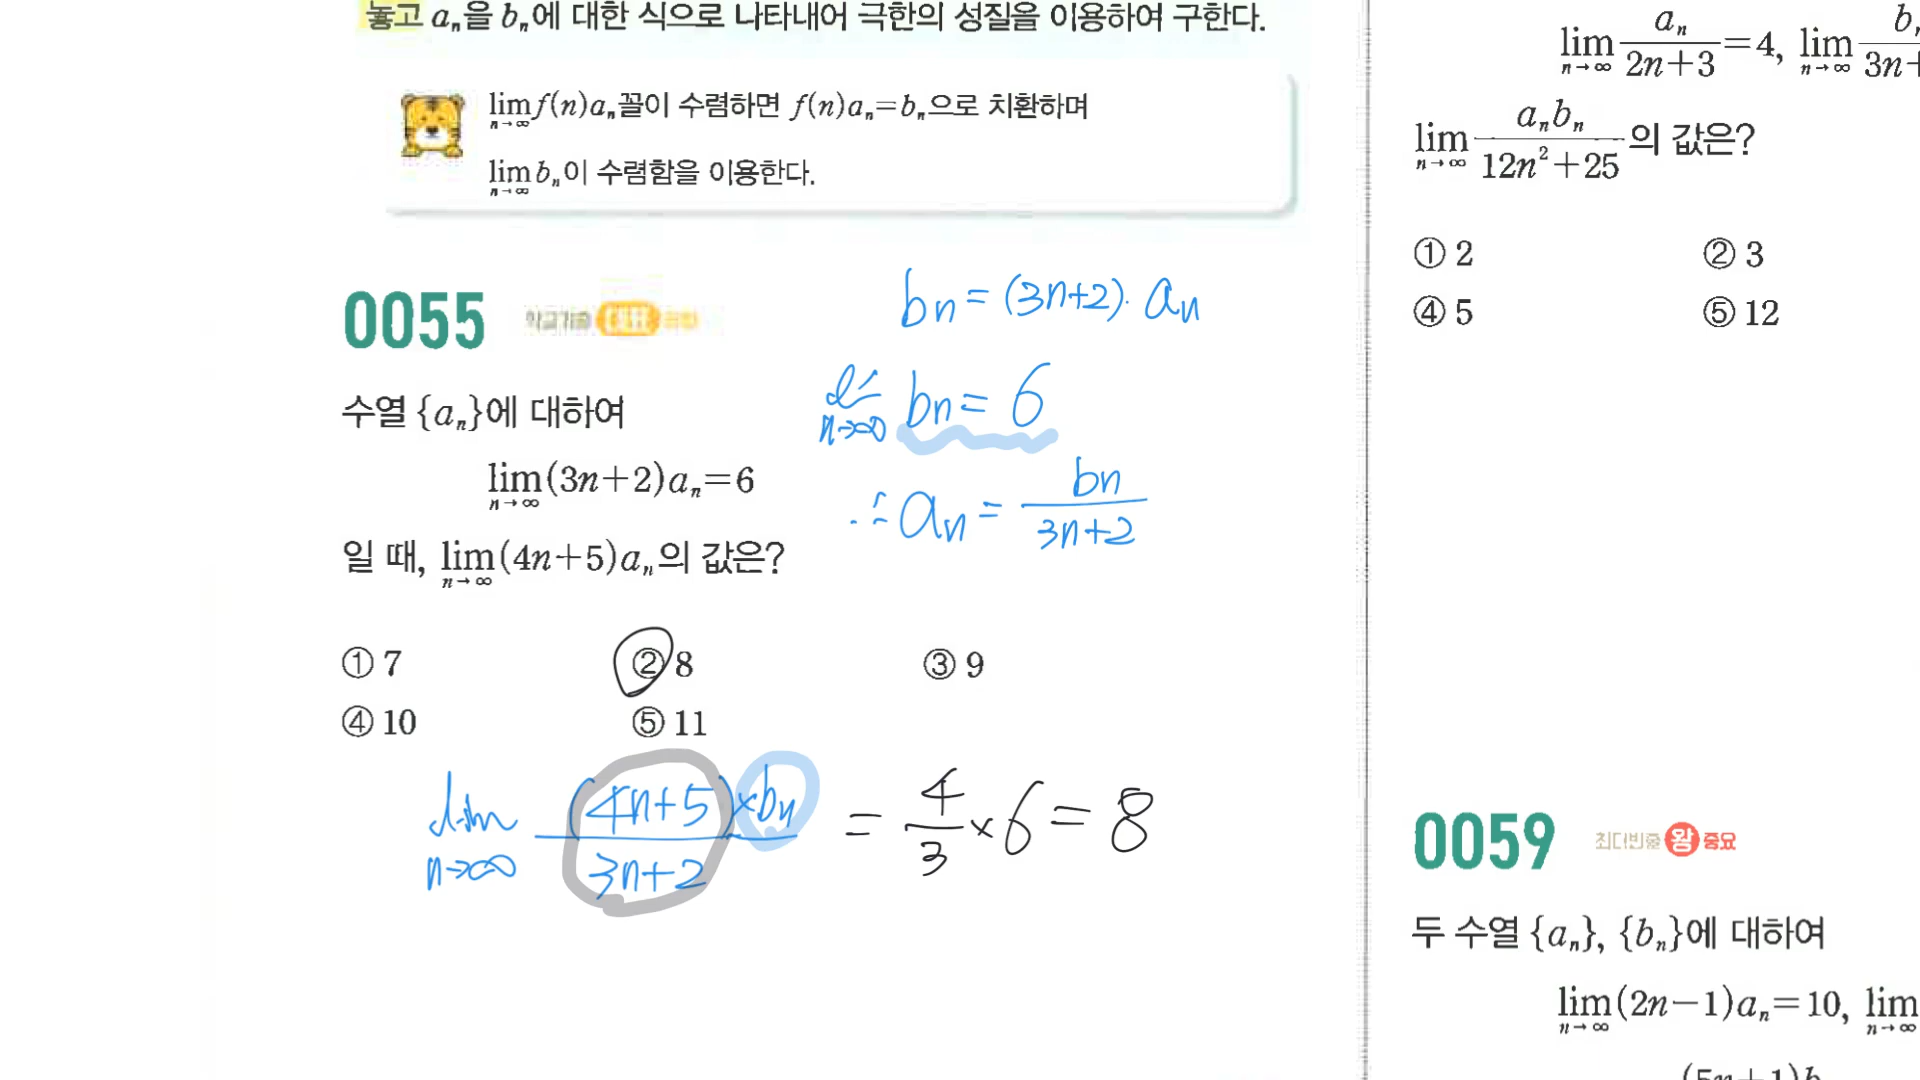 놓고 aₙ을 bₙ에 대한 식으로 나타내어 극한의 성질을 이용하여 구한다.
lim n→∞ f(n)aₙ꼴이 수렴하면 f(n)aₙ=bₙ으로 치환하며
lim n→∞ bₙ이 수렴함을 이용한다.
0055
수열 {aₙ}에 대하여
lim n→∞ (3n+2)aₙ=6
일 때, lim n→∞ (4n+5)aₙ의 값은?
① 7 ② 8 ③ 9
④ 10 ⑤ 11
bn = (3n+2)· an
lim n→∞ bn = 6
∴ an = bn / 3n+2
lim n→∞ (4n+5)×bn / 3n+2 = 4/3 × 6 = 8
lim n→∞ aₙ / 2n+3 = 4, lim n→∞
lim n→∞ aₙbₙ / 12n²+25 의 값은?
① 2 ② 3
④ 5 ⑤ 12
0059 최다빈출 왕 중요
두 수열 {aₙ}, {bₙ}에 대하여
lim n→∞ (2n−1)aₙ=10, lim n→∞